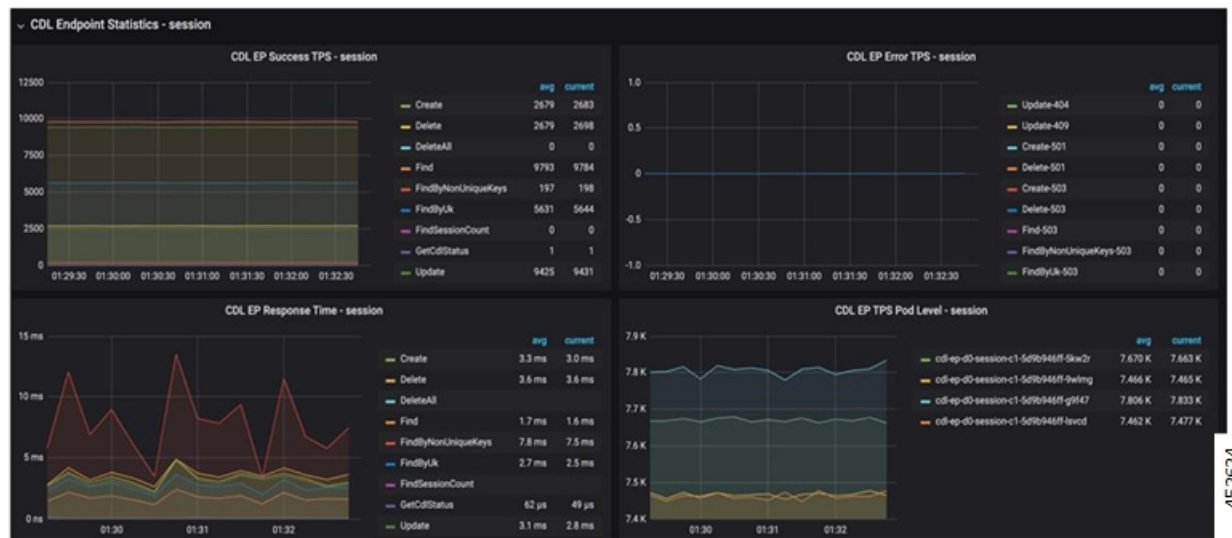 CDL Endpoint Statistics - session
CDL EP Success TPS - session
12500
10000
7500
5000
2500
0
01:29:30 01:30:00 01:30:30 01:31:00 01:31:30 01:32:00 01:32:30
avg current
Create 2679 2683
Delete 2679 2698
DeleteAll 0 0
Find 9793 9784
FindByNonUniqueKeys 197 198
FindByUk 5631 5644
FindSessionCount 0 0
GetCdlStatus 1 1
Update 9425 9431
CDL EP Error TPS - session
1.0
0.5
0
-0.5
-1.0
01:29:30 01:30:00 01:30:30 01:31:00 01:31:30 01:32:00 01:32:30
avg current
Update-404 0 0
Update-409 0 0
Create-501 0 0
Delete-501 0 0
Create-503 0 0
Delete-503 0 0
Find-503 0 0
FindByNonUniqueKeys-503 0 0
FindByUk-503 0 0
CDL EP Response Time - session
15 ms
10 ms
5 ms
0 ns
01:30 01:31 01:32
avg current
Create 3.3 ms 3.0 ms
Delete 3.6 ms 3.6 ms
DeleteAll
Find 1.7 ms 1.6 ms
FindByNonUniqueKeys 7.8 ms 7.5 ms
FindByUk 2.7 ms 2.5 ms
FindSessionCount
GetCdlStatus 62 µs 49 µs
Update 3.1 ms 2.8 ms
CDL EP TPS Pod Level - session
7.9 K
7.8 K
7.7 K
7.6 K
7.5 K
7.4 K
01:30 01:31 01:32
avg current
cdl-ep-d0-session-c1-5d9b946ff-5kw2r 7.670 K 7.663 K
cdl-ep-d0-session-c1-5d9b946ff-9wlmg 7.466 K 7.465 K
cdl-ep-d0-session-c1-5d9b946ff-g9f47 7.806 K 7.833 K
cdl-ep-d0-session-c1-5d9b946ff-lsvcd 7.462 K 7.477 K